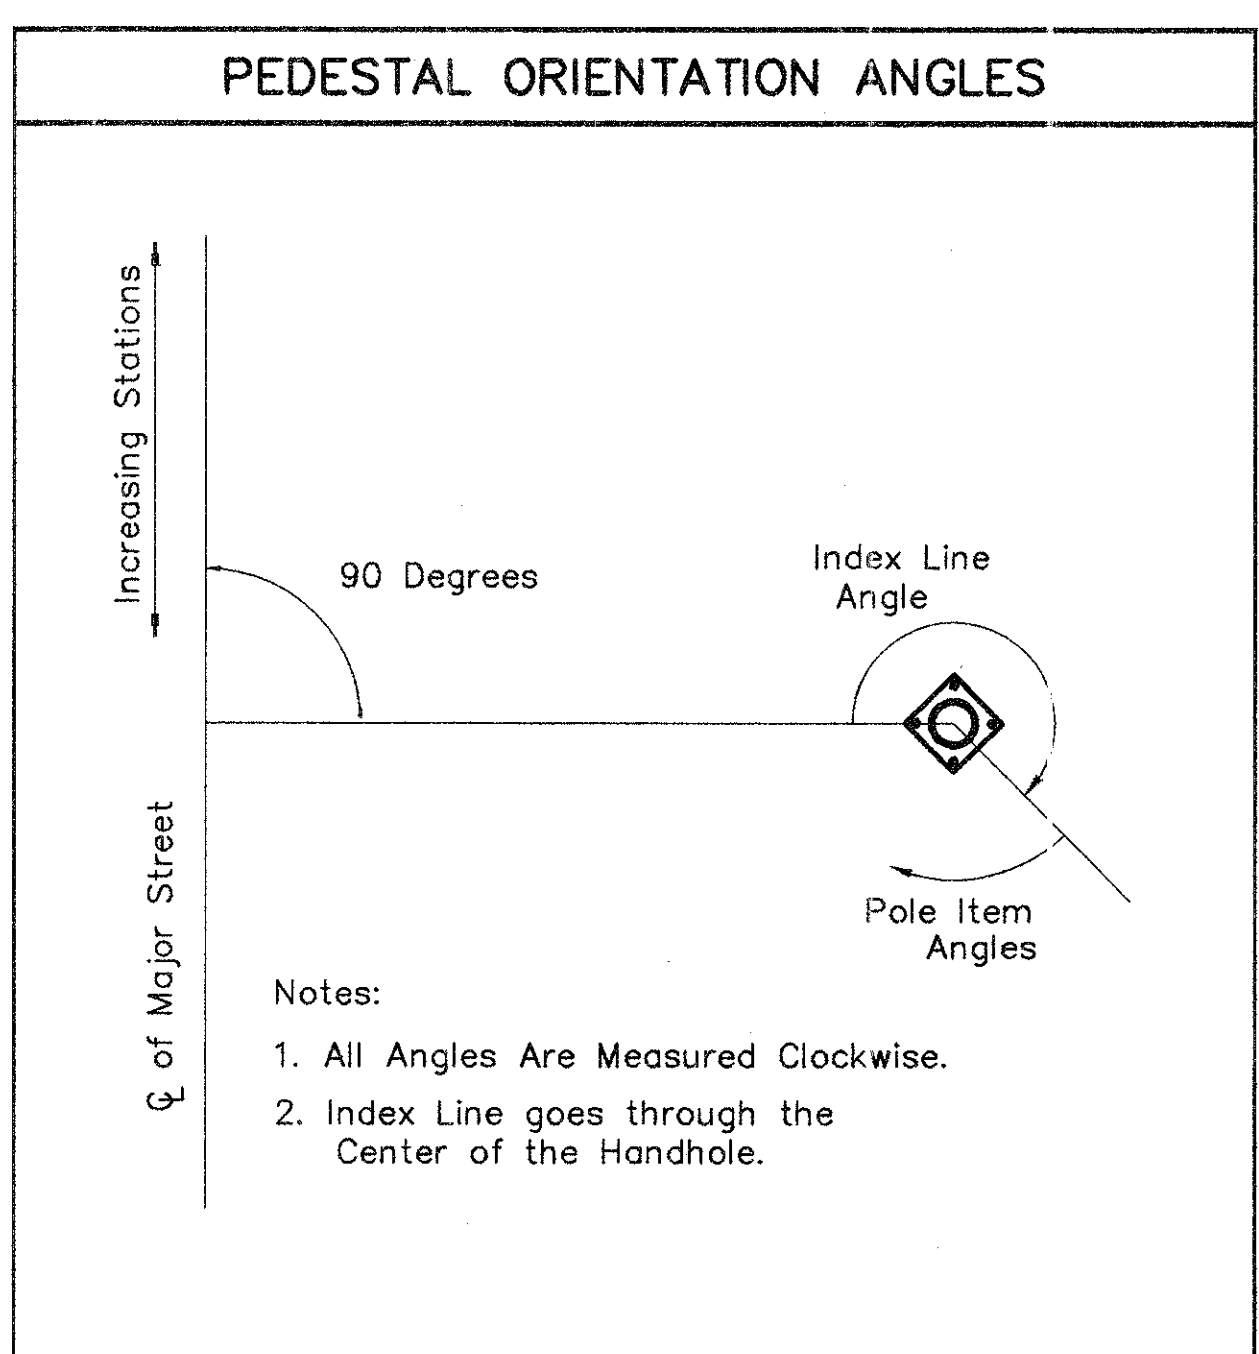 PEDESTAL ORIENTATION ANGLES
Increasing Stations
90 Degrees
Index Line
Angle
Pole Item
Angles
℄ of Major Street
Notes:
1. All Angles Are Measured Clockwise.
2. Index Line goes through the
Center of the Handhole.